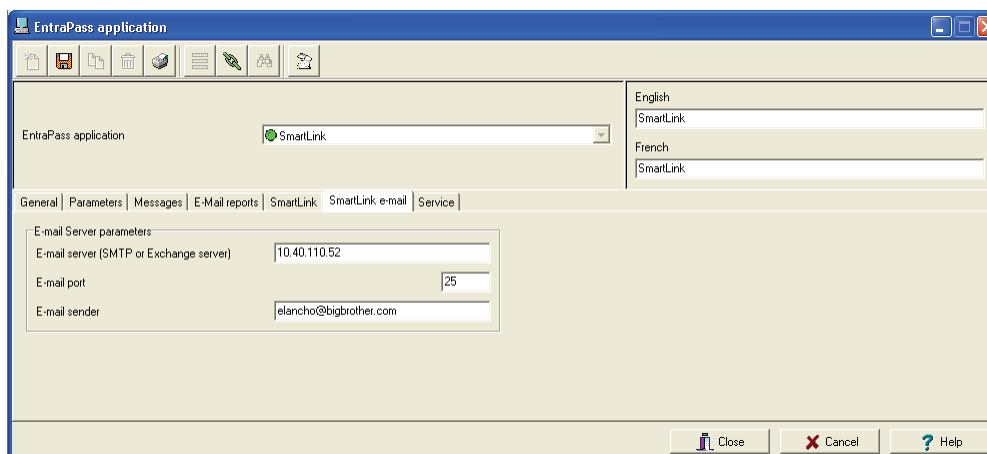 EntraPass application
English
SmartLink
EntraPass application
SmartLink
French
SmartLink
General Parameters Messages E-Mail reports SmartLink SmartLink e-mail Service
E-mail Server parameters
E-mail server (SMTP or Exchange server) 10.40.110.52
E-mail port 25
E-mail sender elancho@bigbrother.com
Close Cancel Help